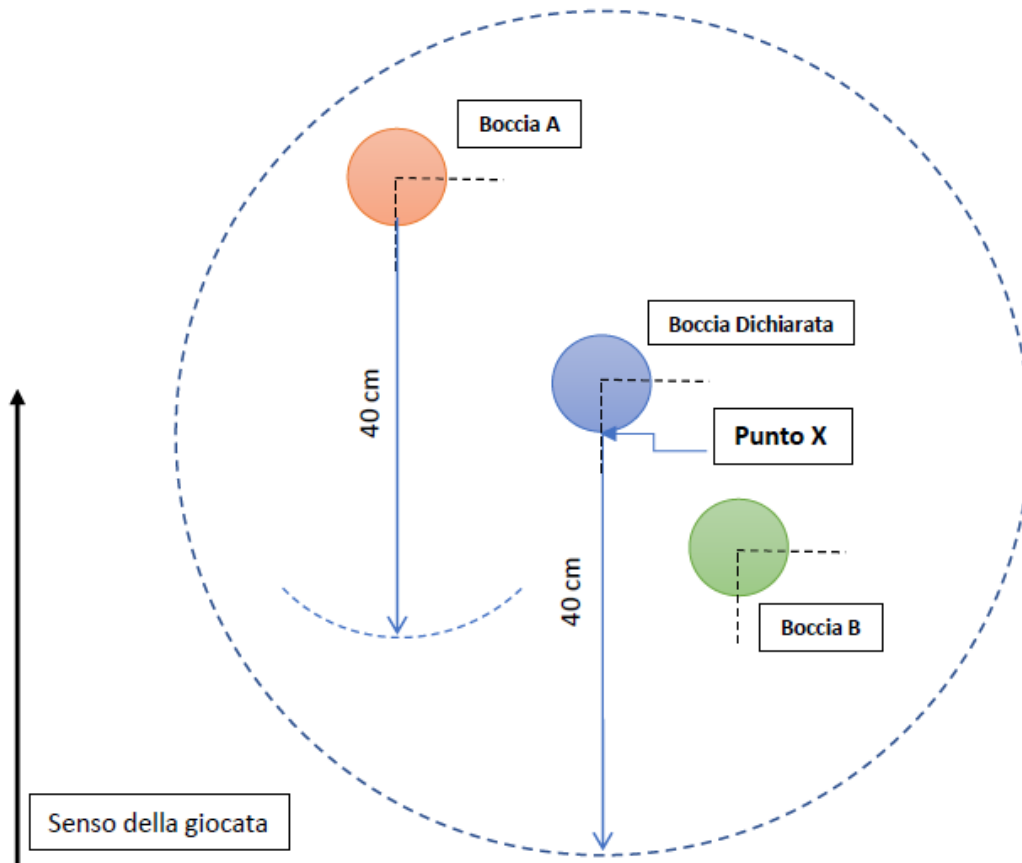 Boccia A
Boccia Dichiarata
40 cm
Punto X
40 cm
Boccia B
Senso della giocata